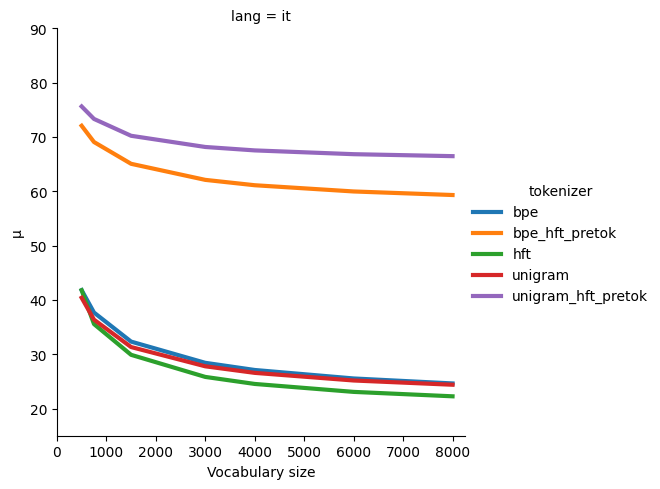 lang = it
90
80
70
60
50
40
30
20
μ
0
1000
2000
3000
4000
5000
6000
7000
8000
Vocabulary size
tokenizer
bpe
bpe_hft_pretok
hft
unigram
unigram_hft_pretok